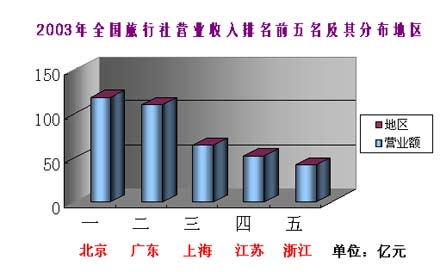 2003年全国旅行社营业收入排名前五名及其分布地区
150
100
50
0
地区
营业额
一 二 三 四 五
北京 广东 上海 江苏 浙江 单位：亿元